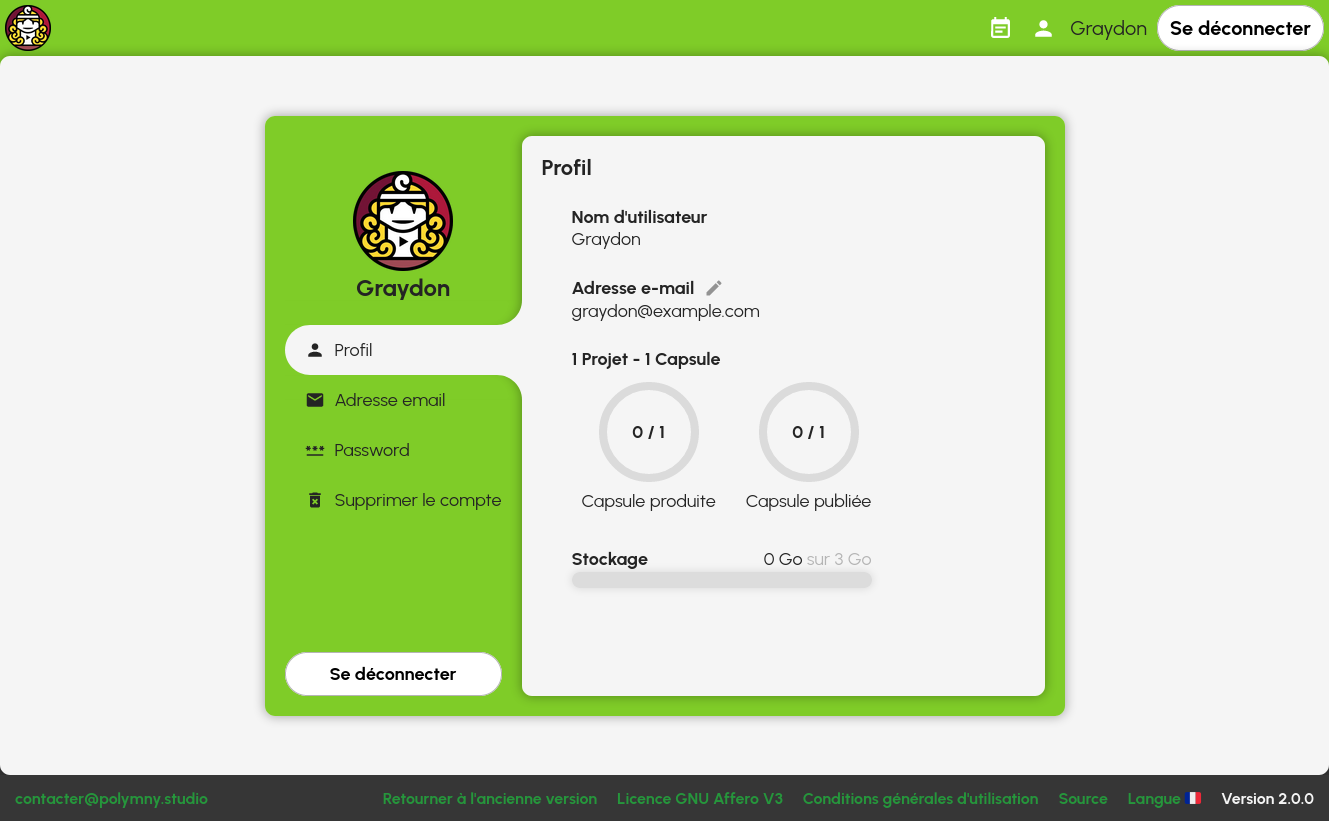 Graydon
Se déconnecter
Graydon
Profil
Adresse email
Password
Supprimer le compte
Se déconnecter
Profil
Nom d'utilisateur
Graydon
Adresse e-mail
graydon@example.com
1 Projet - 1 Capsule
0 / 1
0 / 1
Capsule produite
Capsule publiée
Stockage
0 Go sur 3 Go
contacter@polymny.studio
Retourner à l'ancienne version
Licence GNU Affero V3
Conditions générales d'utilisation
Source
Langue
Version 2.0.0